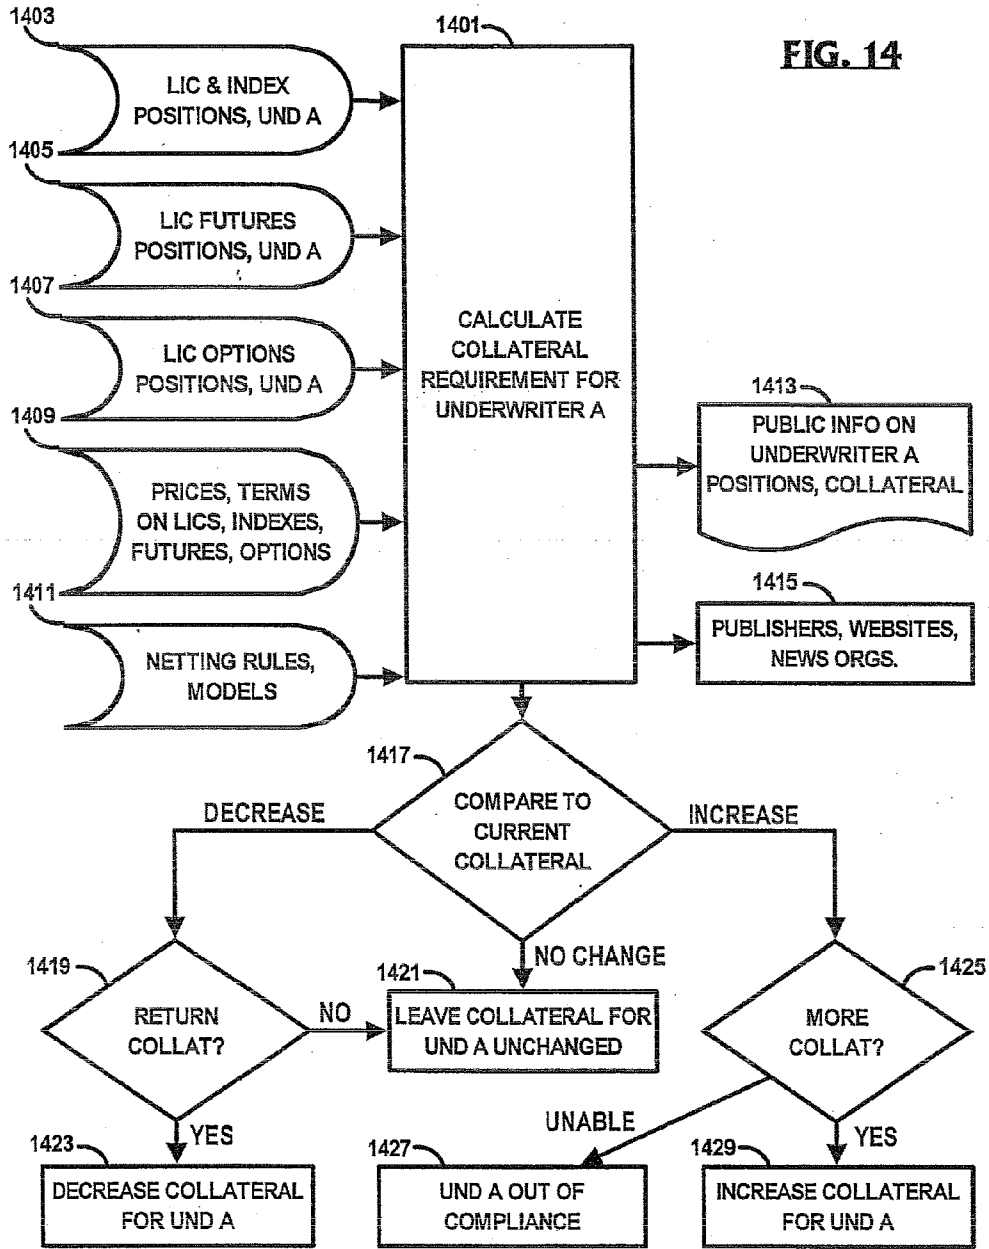 1403
1401
FIG. 14
LIC & INDEX
POSITIONS, UND A
1405
LIC FUTURES
POSITIONS, UND A
1407
LIC OPTIONS
POSITIONS, UND A
1409
PRICES, TERMS
ON LICS, INDEXES,
FUTURES, OPTIONS
1411
NETTING RULES,
MODELS
CALCULATE
COLLATERAL
REQUIREMENT FOR
UNDERWRITER A
1413
PUBLIC INFO ON
UNDERWRITER A
POSITIONS, COLLATERAL
1415
PUBLISHERS, WEBSITES,
NEWS ORGS.
1417
COMPARE TO
CURRENT
COLLATERAL
DECREASE
INCREASE
NO CHANGE
1419
RETURN
COLLAT?
NO
1421
LEAVE COLLATERAL FOR
UND A UNCHANGED
1425
MORE
COLLAT?
YES
UNABLE
YES
1423
DECREASE COLLATERAL
FOR UND A
1427
UND A OUT OF
COMPLIANCE
1429
INCREASE COLLATERAL
FOR UND A